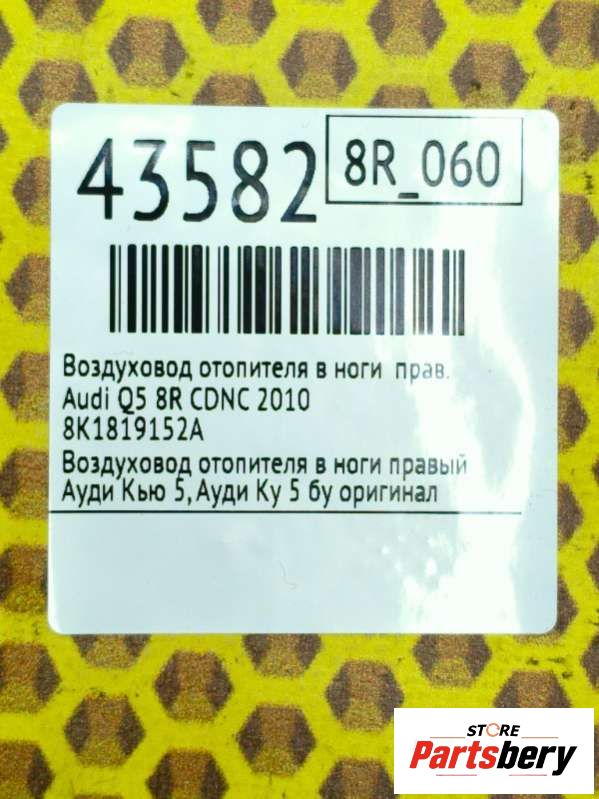 43582
8R_060
Воздуховод отопителя в ноги прав.
Audi Q5 8R CDNC 2010
8K1819152A
Воздуховод отопителя в ноги правый
Ауди Кью 5, Ауди Ку 5 бу оригинал
STORE
Partsbery